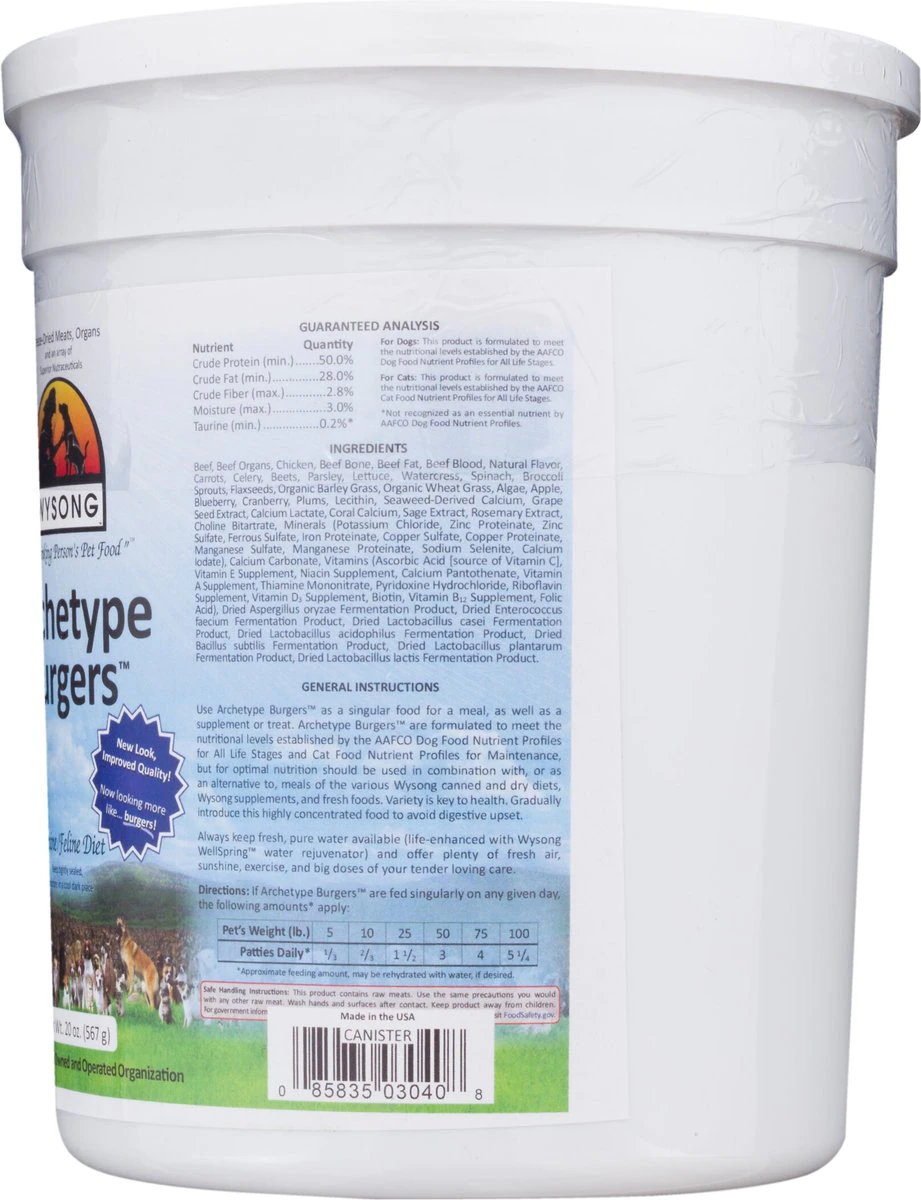 Dried Meats, Organs
and an array of
Superior Nutraceuticals
WYSONG
Person's Pet Food"™
Burgers™
New Look,
Improved Quality!
Now looking more
like... burgers!
/Feline Diet
Wt. 20 oz. (567 g)
Owned and Operated Organization
GUARANTEED ANALYSIS
Nutrient Quantity
Crude Protein (min.)......50.0%
Crude Fat (min.)..............28.0%
Crude Fiber (max.)............2.8%
Moisture (max.)................3.0%
Taurine (min.)...................0.2%*
For Dogs: This product is formulated to meet
the nutritional levels established by the AAFCO
Dog Food Nutrient Profiles for All Life Stages.
For Cats: This product is formulated to meet
the nutritional levels established by the AAFCO
Cat Food Nutrient Profiles for All Life Stages.
*Not recognized as an essential nutrient by
AAFCO Dog Food Nutrient Profiles.
INGREDIENTS
Beef, Beef Organs, Chicken, Beef Bone, Beef Fat, Beef Blood, Natural Flavor,
Carrots, Celery, Beets, Parsley, Lettuce, Watercress, Spinach, Broccoli
Sprouts, Flaxseeds, Organic Barley Grass, Organic Wheat Grass, Algae, Apple,
Blueberry, Cranberry, Plums, Lecithin, Seaweed-Derived Calcium, Grape
Seed Extract, Calcium Lactate, Coral Calcium, Sage Extract, Rosemary Extract,
Choline Bitartrate, Minerals (Potassium Chloride, Zinc Proteinate, Zinc
Sulfate, Ferrous Sulfate, Iron Proteinate, Copper Sulfate, Copper Proteinate,
Manganese Sulfate, Manganese Proteinate, Sodium Selenite, Calcium
Iodate), Calcium Carbonate, Vitamins (Ascorbic Acid [source of Vitamin C],
Vitamin E Supplement, Niacin Supplement, Calcium Pantothenate, Vitamin
A Supplement, Thiamine Mononitrate, Pyridoxine Hydrochloride, Riboflavin
Supplement, Vitamin D₃ Supplement, Biotin, Vitamin B₁₂ Supplement, Folic
Acid), Dried Aspergillus oryzae Fermentation Product, Dried Enterococcus
faecium Fermentation Product, Dried Lactobacillus casei Fermentation
Product, Dried Lactobacillus acidophilus Fermentation Product, Dried
Bacillus subtilis Fermentation Product, Dried Lactobacillus plantarum
Fermentation Product, Dried Lactobacillus lactis Fermentation Product.
GENERAL INSTRUCTIONS
Use Archetype Burgers™ as a singular food for a meal, as well as a
supplement or treat. Archetype Burgers™ are formulated to meet the
nutritional levels established by the AAFCO Dog Food Nutrient Profiles
for All Life Stages and Cat Food Nutrient Profiles for Maintenance,
but for optimal nutrition should be used in combination with, or as
an alternative to, meals of the various Wysong canned and dry diets,
Wysong supplements, and fresh foods. Variety is key to health. Gradually
introduce this highly concentrated food to avoid digestive upset.
Always keep fresh, pure water available (life-enhanced with Wysong
WellSpring™ water rejuvenator) and offer plenty of fresh air,
sunshine, exercise, and big doses of your tender loving care.
Directions: If Archetype Burgers™ are fed singularly on any given day,
the following amounts* apply:
Pet's Weight (lb.) 5 10 25 50 75 100
Patties Daily* 1/3 2/3 1 1/2 3 4 5 1/4
*Approximate feeding amount, may be rehydrated with water, if desired.
Safe Handling Instructions: This product contains raw meats. Use the same precautions you would
with any other raw meat. Wash hands and surfaces after contact. Keep product away from children.
For government FoodSafety.gov.
Made in the USA
CANISTER
0 85835 03040 8